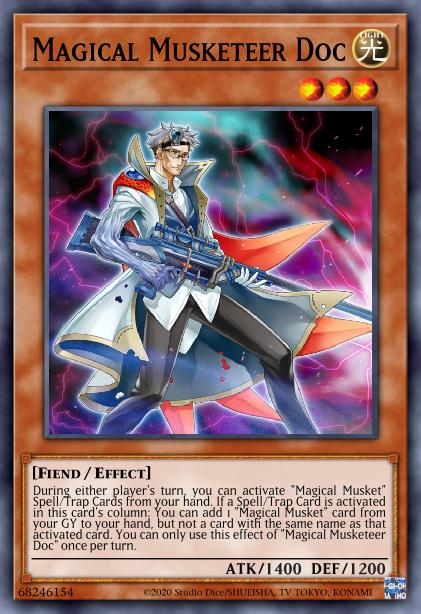 Magical Musketeer Doc
LIGHT
光
[Fiend / Effect]
During either player's turn, you can activate "Magical Musket"
Spell/Trap Cards from your hand. If a Spell/Trap Card is activated
in this card's column: You can add 1 "Magical Musket" card from
your GY to your hand, but not a card with the same name as that
activated card. You can only use this effect of "Magical Musketeer
Doc" once per turn.
ATK/1400 DEF/1200
68246154
©2020 Studio Dice/SHUEISHA, TV TOKYO, KONAMI